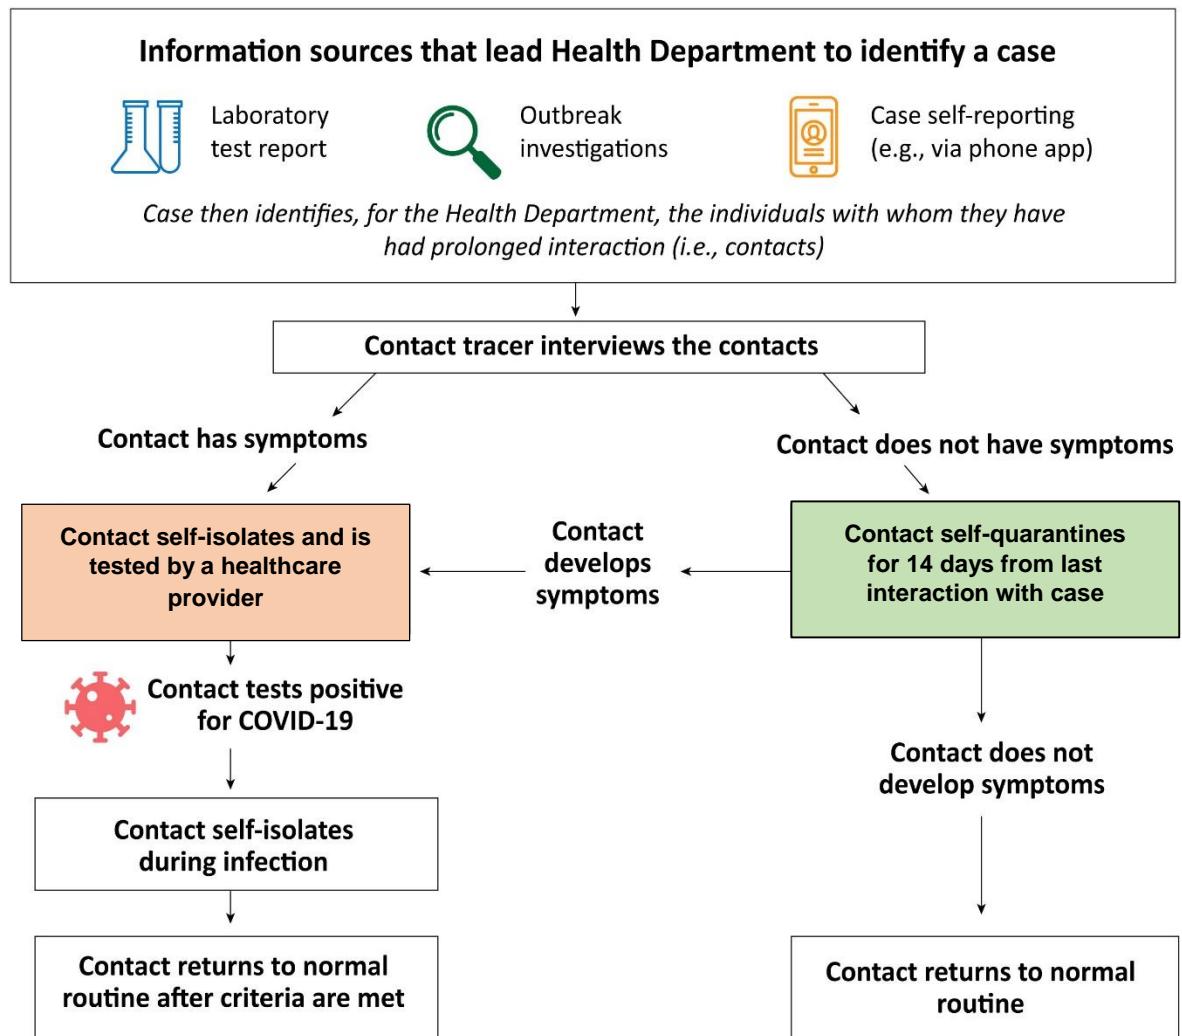 Information sources that lead Health Department to identify a case
Laboratory
test report
Outbreak
investigations
Case self-reporting
(e.g., via phone app)
Case then identifies, for the Health Department, the individuals with whom they have
had prolonged interaction (i.e., contacts)
Contact tracer interviews the contacts
Contact has symptoms
Contact does not have symptoms
Contact self-isolates and is
tested by a healthcare
provider
Contact
develops
symptoms
Contact self-quarantines
for 14 days from last
interaction with case
Contact tests positive
for COVID-19
Contact does not
develop symptoms
Contact self-isolates
during infection
Contact returns to normal
routine after criteria are met
Contact returns to normal
routine